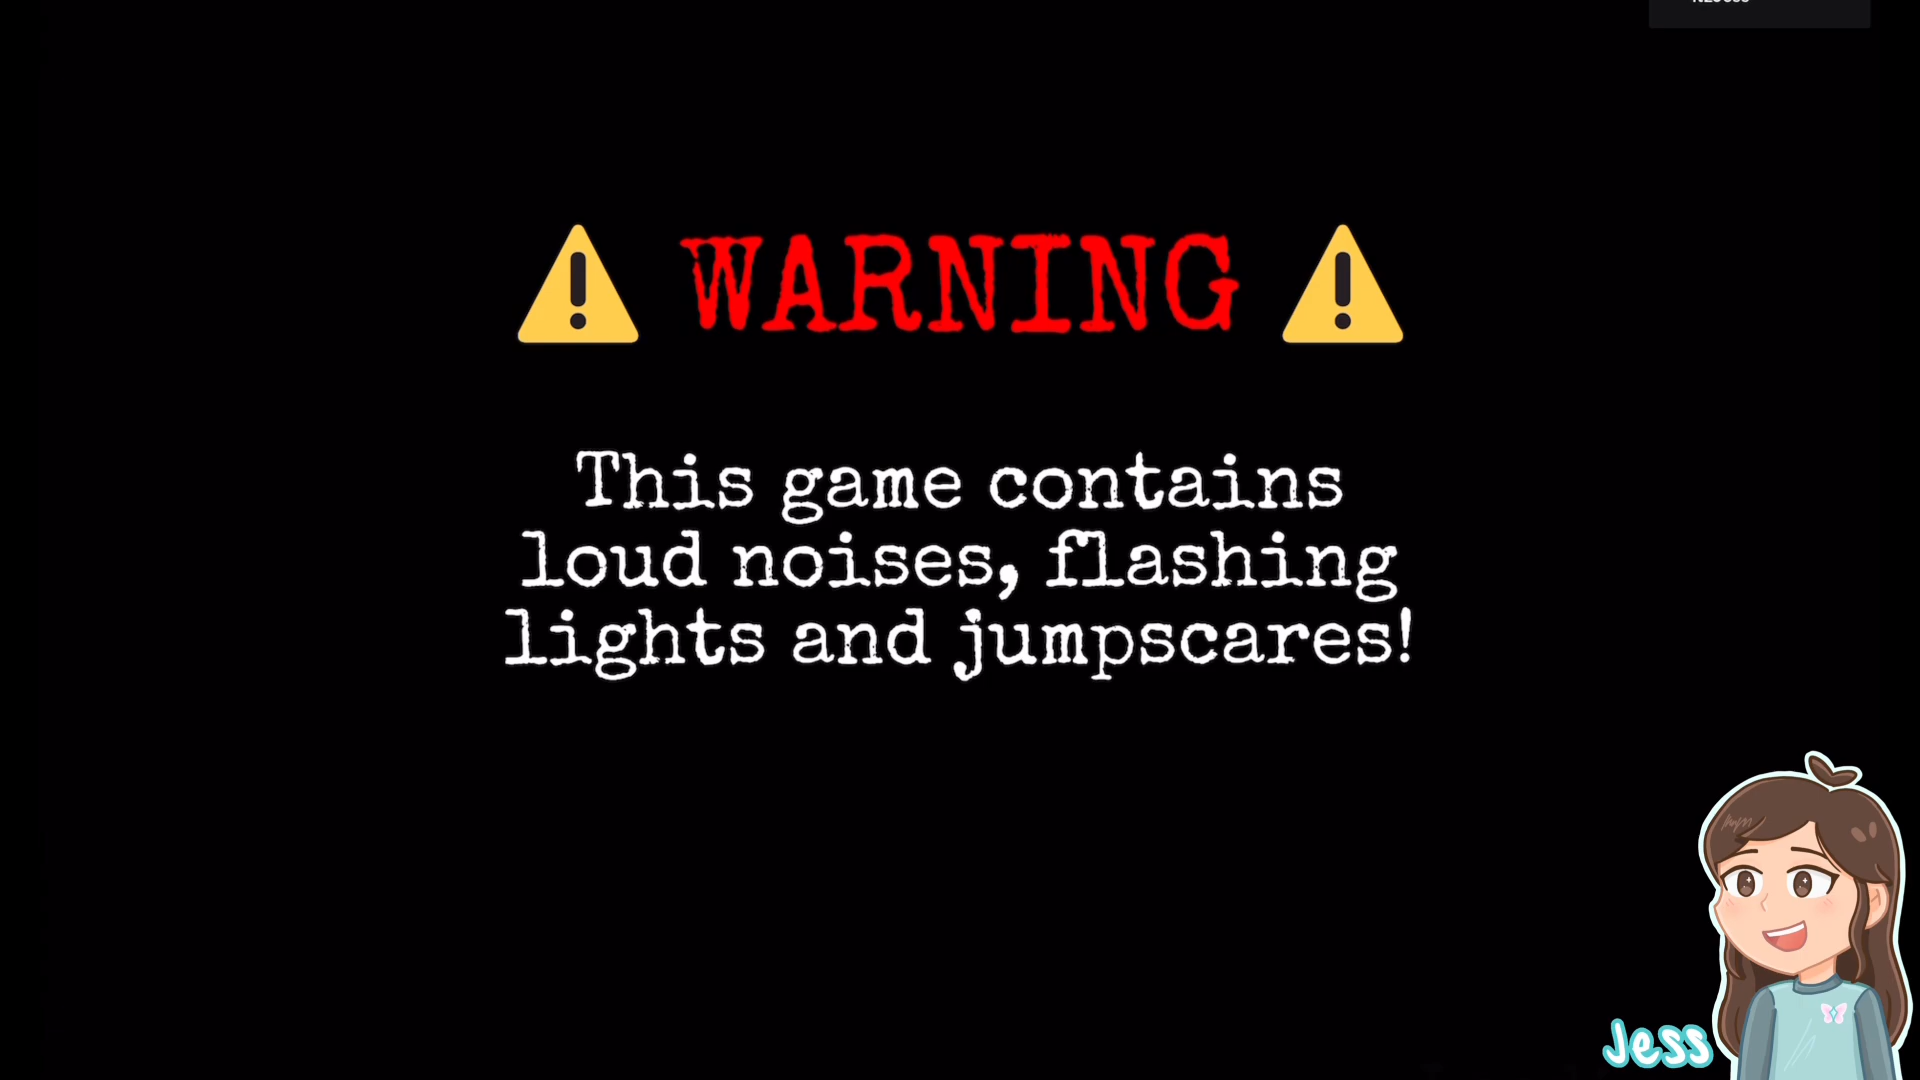 WARNING
This game contains
loud noises, flashing
lights and jumpscares!
Jess